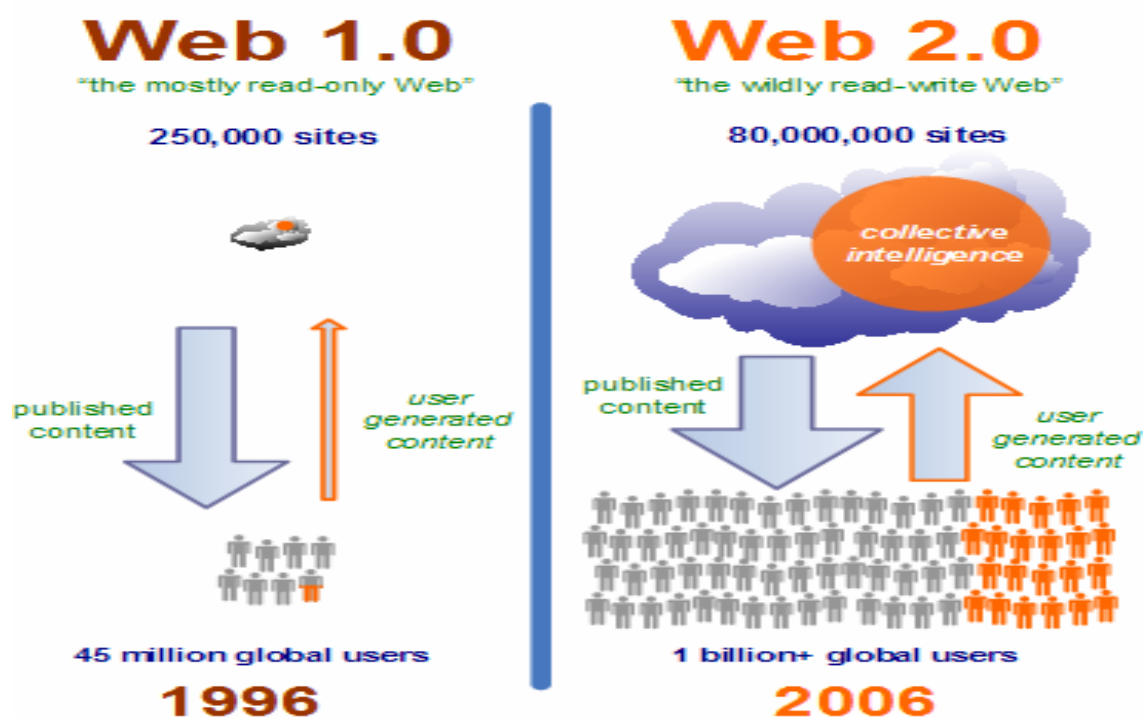 Web 1.0
“the mostly read-only Web”
250,000 sites
published
content
user
generated
content
45 million global users
1996
Web 2.0
“the wildly read-write Web”
80,000,000 sites
collective
intelligence
published
content
user
generated
content
1 billion+ global users
2006